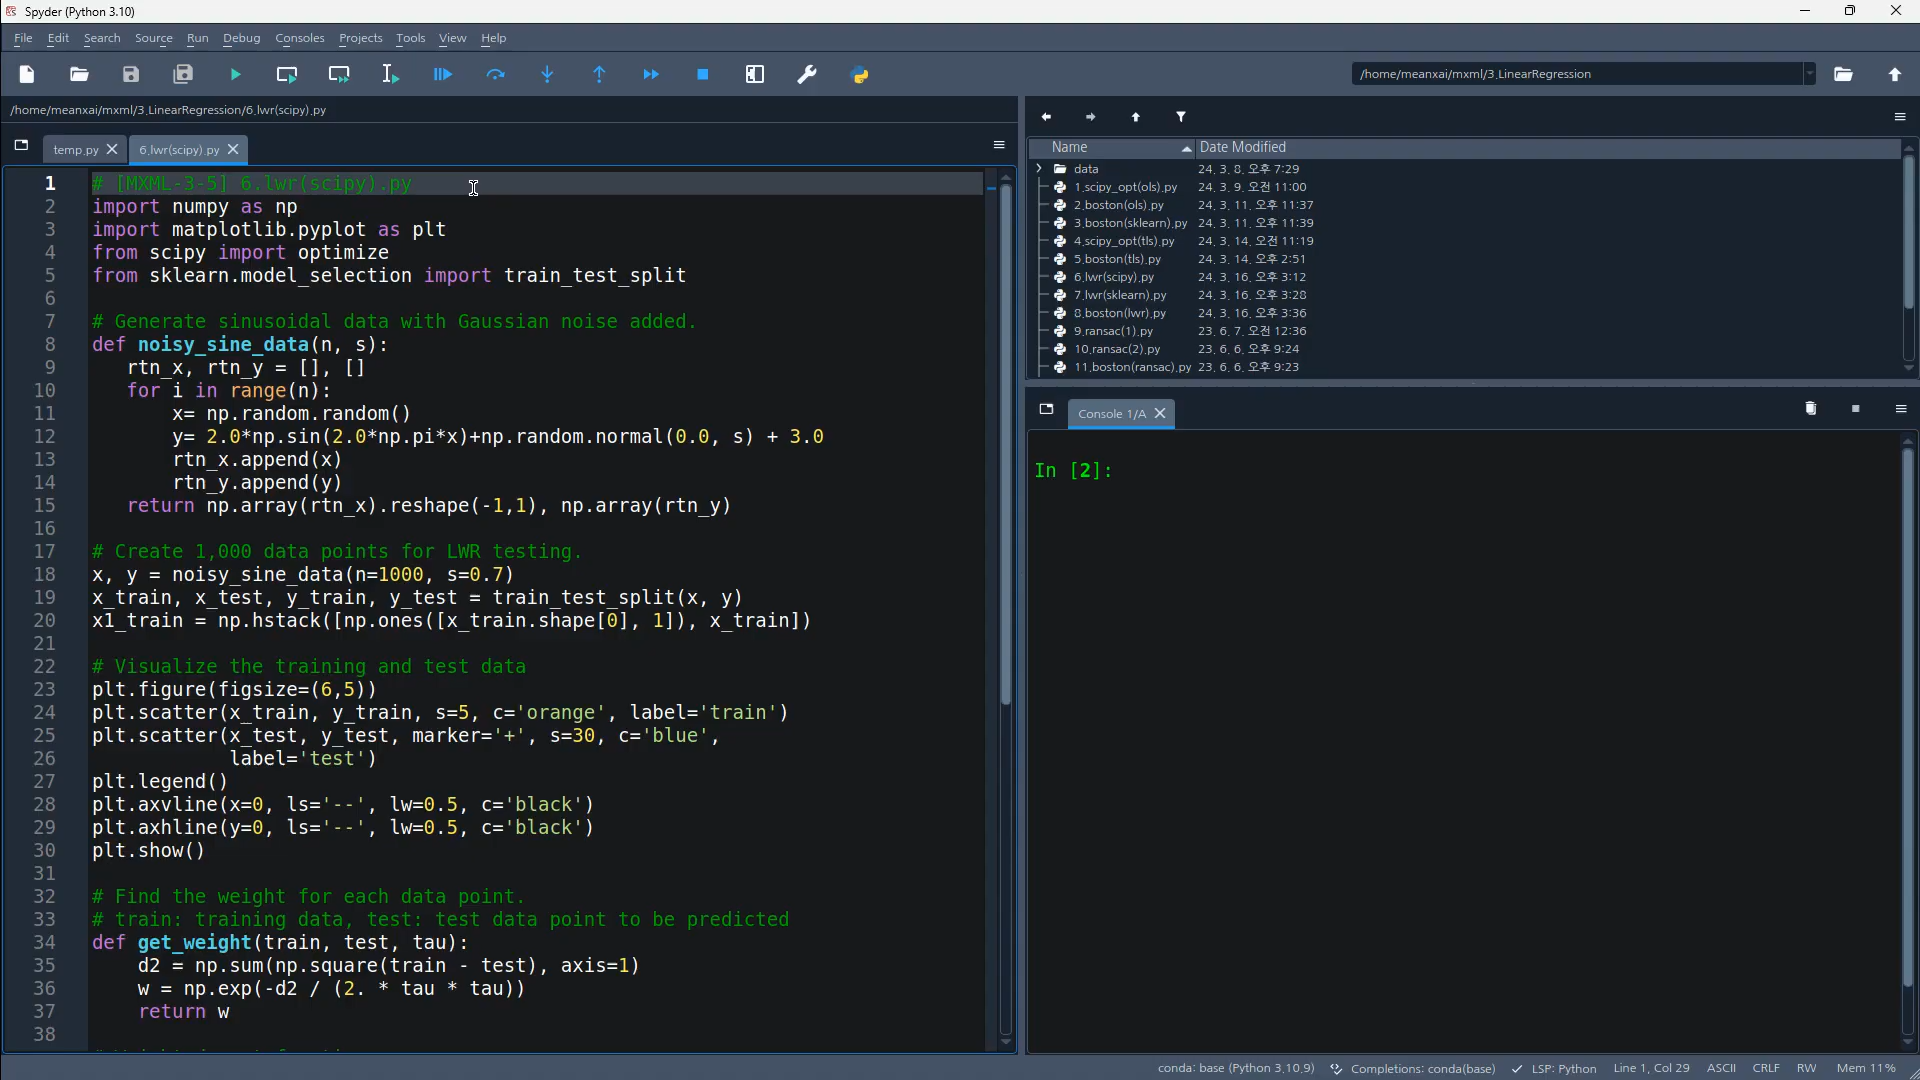 Spyder (Python 3.10)
File Edit Search Source Run Debug Consoles Projects Tools View Help
/home/meanxai/mxml/3.LinearRegression
/home/meanxai/mxml/3.LinearRegression/6.lwr(scipy).py
temp.py
6.lwr(scipy).py
1 # [MXML-3-5] 6.lwr(scipy).py
2 import numpy as np
3 import matplotlib.pyplot as plt
4 from scipy import optimize
5 from sklearn.model_selection import train_test_split
6
7 # Generate sinusoidal data with Gaussian noise added.
8 def noisy_sine_data(n, s):
9 rtn_x, rtn_y = [], []
10 for i in range(n):
11 x= np.random.random()
12 y= 2.0*np.sin(2.0*np.pi*x)+np.random.normal(0.0, s) + 3.0
13 rtn_x.append(x)
14 rtn_y.append(y)
15 return np.array(rtn_x).reshape(-1,1), np.array(rtn_y)
16
17 # Create 1,000 data points for LWR testing.
18 x, y = noisy_sine_data(n=1000, s=0.7)
19 x_train, x_test, y_train, y_test = train_test_split(x, y)
20 x1_train = np.hstack([np.ones([x_train.shape[0], 1]), x_train])
21
22 # Visualize the training and test data
23 plt.figure(figsize=(6,5))
24 plt.scatter(x_train, y_train, s=5, c='orange', label='train')
25 plt.scatter(x_test, y_test, marker='+', s=30, c='blue',
26 label='test')
27 plt.legend()
28 plt.axvline(x=0, ls='--', lw=0.5, c='black')
29 plt.axhline(y=0, ls='--', lw=0.5, c='black')
30 plt.show()
31
32 # Find the weight for each data point.
33 # train: training data, test: test data point to be predicted
34 def get_weight(train, test, tau):
35 d2 = np.sum(np.square(train - test), axis=1)
36 w = np.exp(-d2 / (2. * tau * tau))
37 return w
38
Name Date Modified
data 24. 3. 8. 오후 7:29
1.scipy_opt(ols).py 24. 3. 9. 오전 11:00
2.boston(ols).py 24. 3. 11. 오후 11:37
3.boston(sklearn).py 24. 3. 11. 오후 11:39
4.scipy_opt(tls).py 24. 3. 14. 오전 11:19
5.boston(tls).py 24. 3. 14. 오후 2:51
6.lwr(scipy).py 24. 3. 16. 오후 3:12
7.lwr(sklearn).py 24. 3. 16. 오후 3:28
8.boston(lwr).py 24. 3. 16. 오후 3:36
9.ransac(1).py 23. 6. 7. 오전 12:36
10.ransac(2).py 23. 6. 6. 오후 9:24
11.boston(ransac).py 23. 6. 6. 오후 9:23
Console 1/A
In [2]:
conda: base (Python 3.10.9) Completions: conda(base) LSP: Python Line 1, Col 29 ASCII CRLF RW Mem 11%